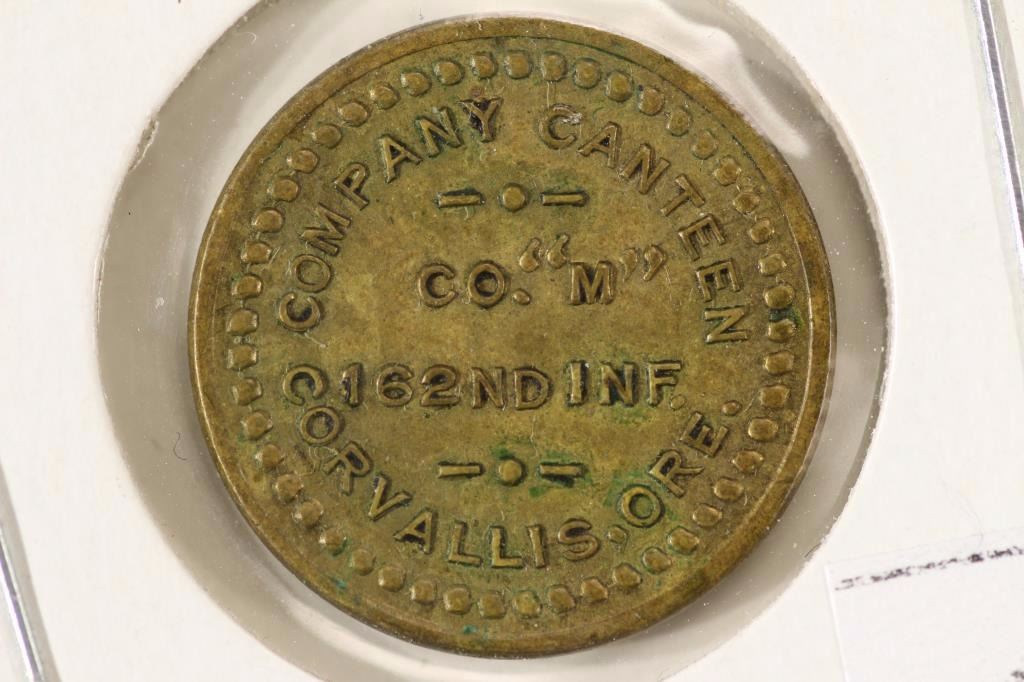 COMPANY CANTEEN
CO. "M"
162ND INF.
CORVALLIS, ORE.